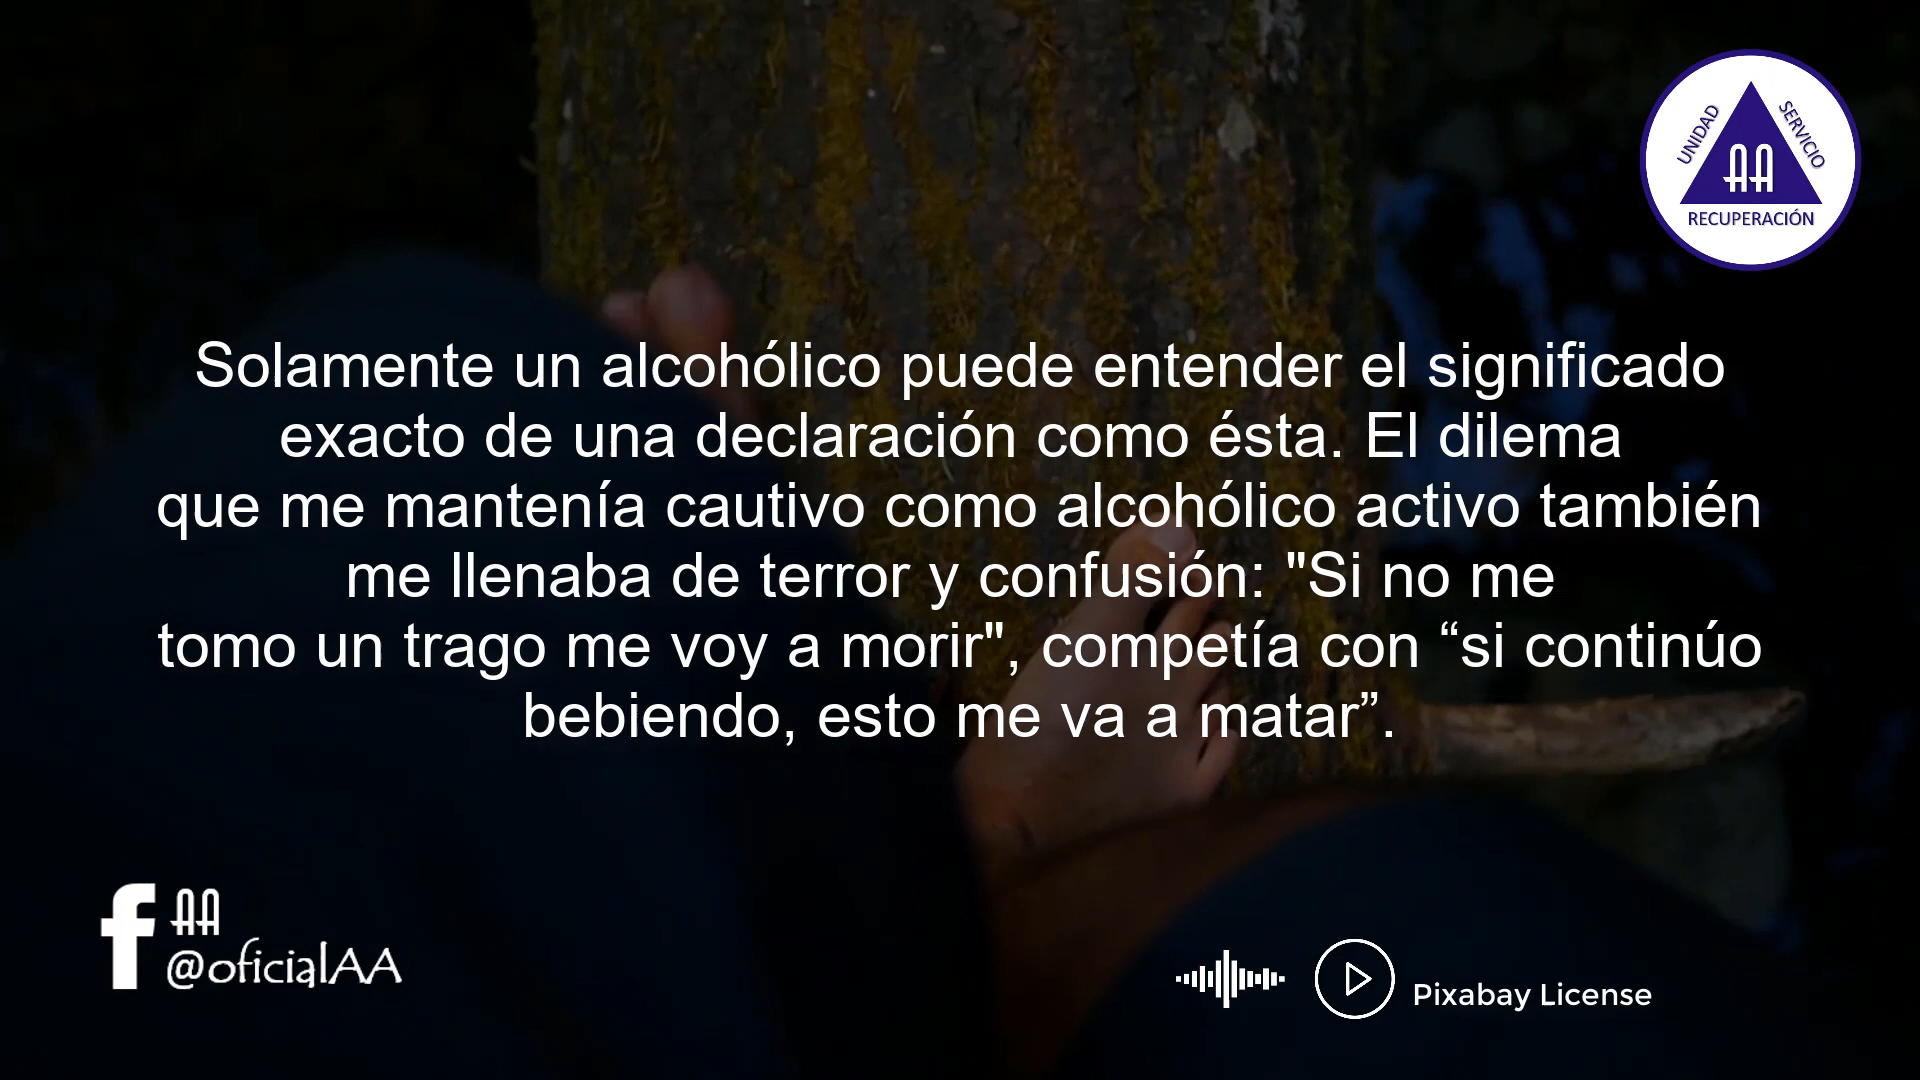 UNIDAD
SERVICIO
AA
RECUPERACIÓN
Solamente un alcohólico puede entender el significado
exacto de una declaración como ésta. El dilema
que me mantenía cautivo como alcohólico activo también
me llenaba de terror y confusión: "Si no me
tomo un trago me voy a morir", competía con “si continúo
bebiendo, esto me va a matar”.
f AA
@oficialAA
Pixabay License